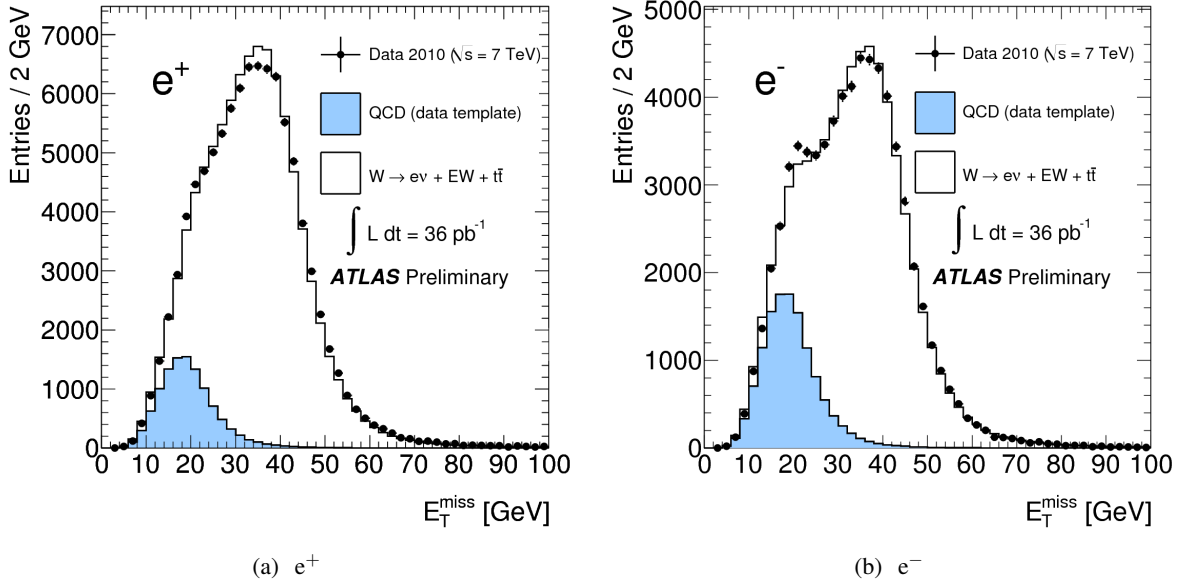 Entries / 2 GeV
7000
6000
5000
4000
3000
2000
1000
0
e+
Data 2010 (√s = 7 TeV)
QCD (data template)
W → eν + EW + tt̄
∫ L dt = 36 pb-1
ATLAS Preliminary
0 10 20 30 40 50 60 70 80 90 100
E_T^miss [GeV]
(a) e+
Entries / 2 GeV
5000
4000
3000
2000
1000
0
e-
Data 2010 (√s = 7 TeV)
QCD (data template)
W → eν + EW + tt̄
∫ L dt = 36 pb-1
ATLAS Preliminary
0 10 20 30 40 50 60 70 80 90 100
E_T^miss [GeV]
(b) e−